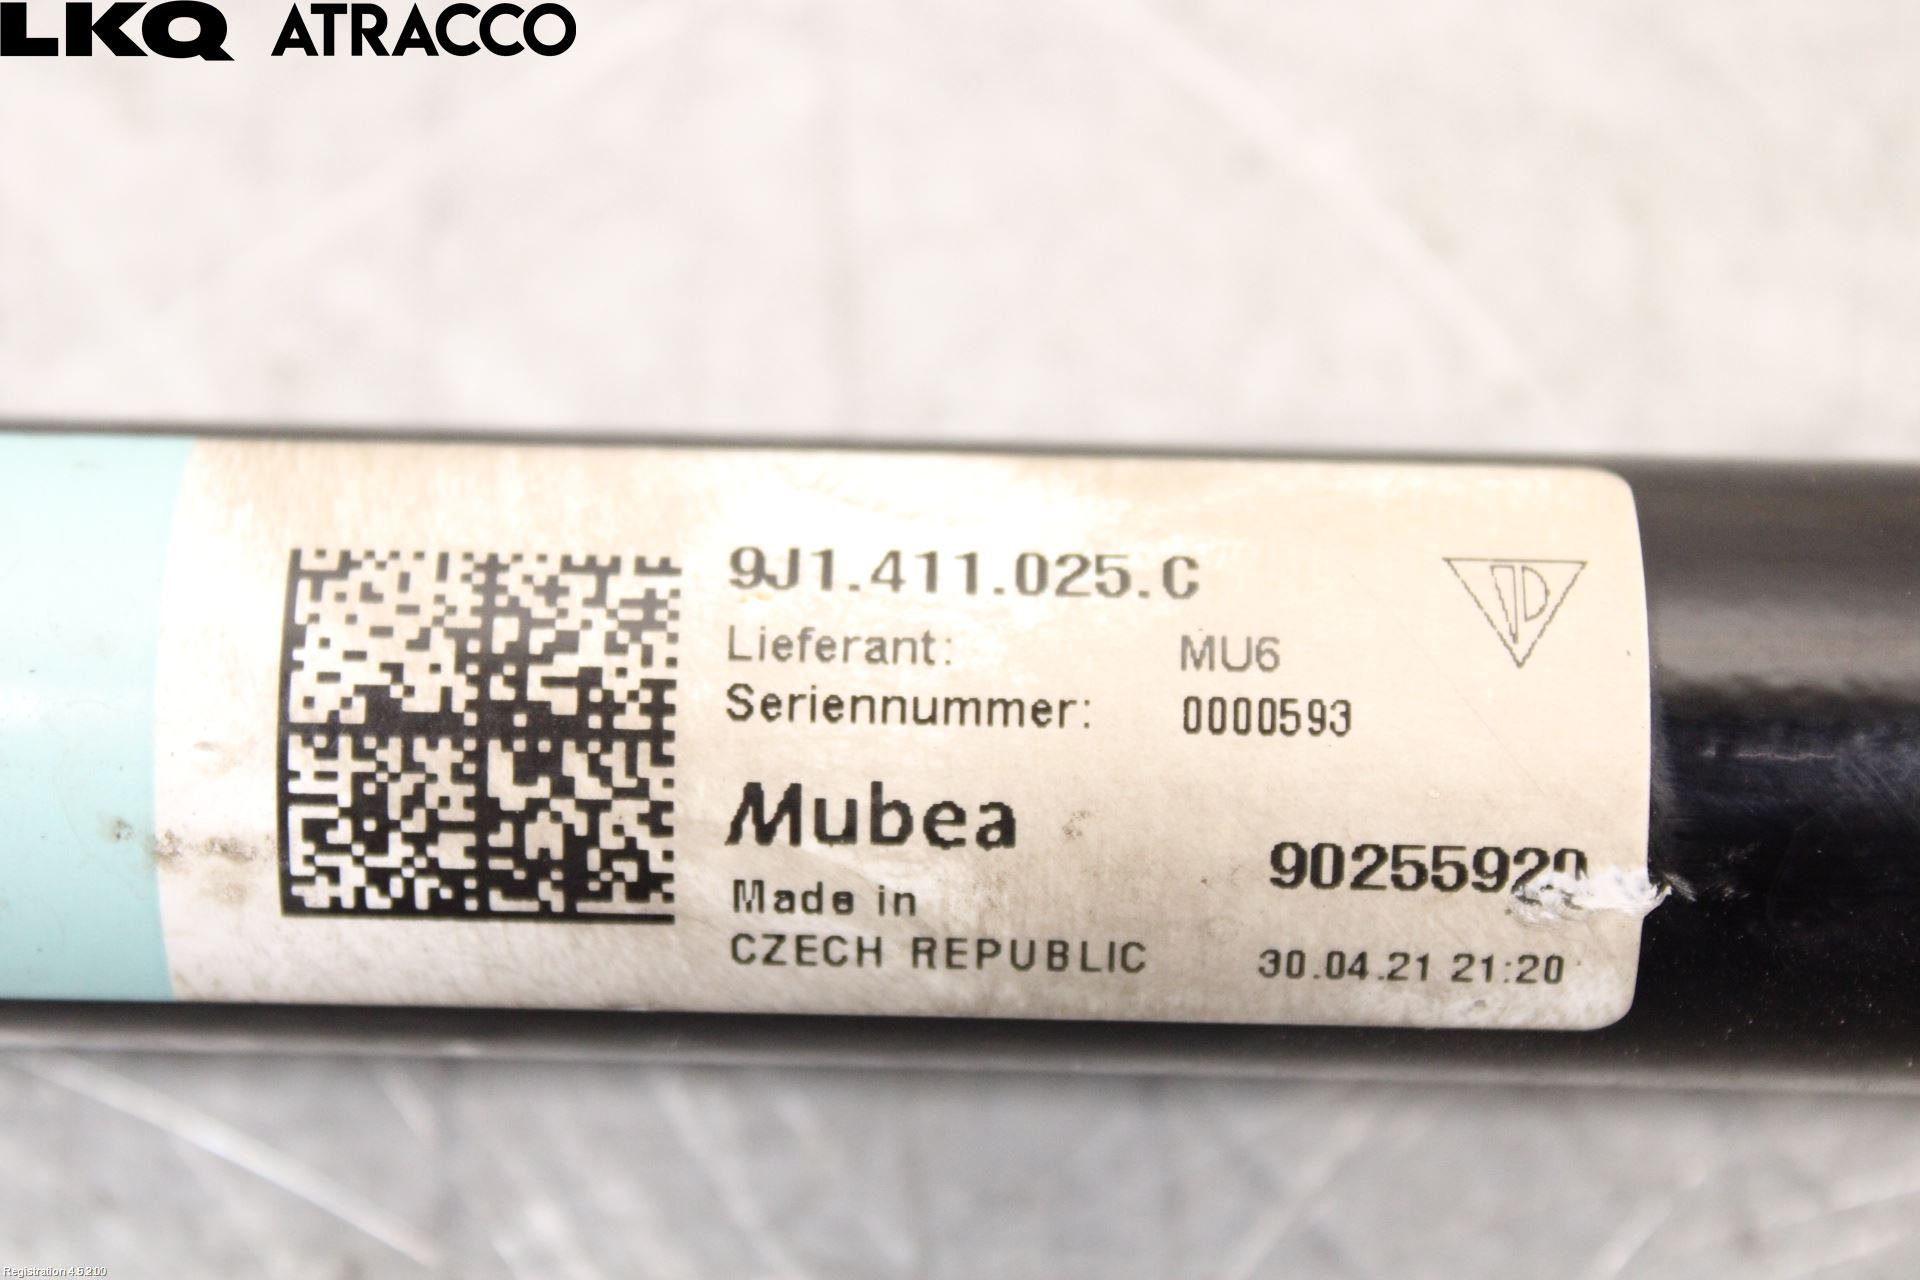 LKQ ATRACCO
9J1.411.025.C
Lieferant: MU6
Seriennummer: 0000593
Mubea
90255920
Made in
CZECH REPUBLIC
30.04.21 21:20